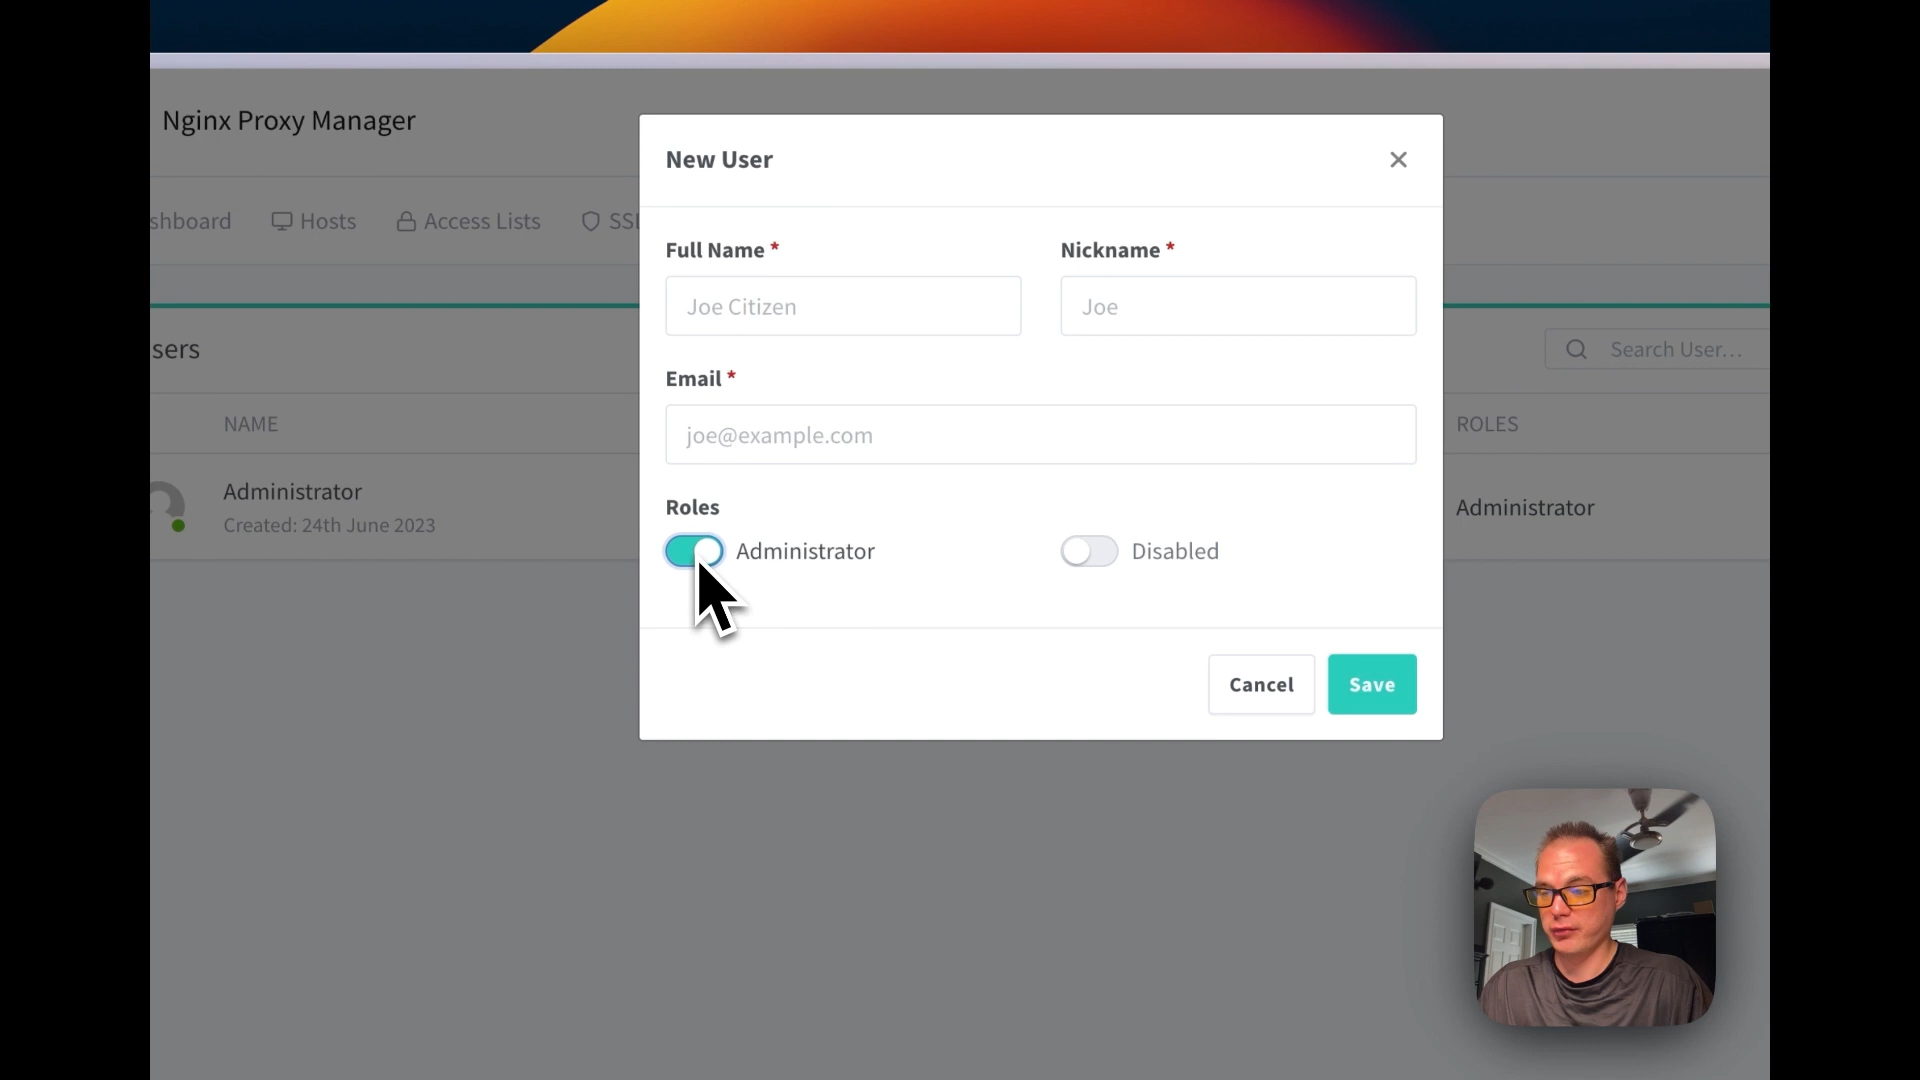 Nginx Proxy Manager
shboard Hosts Access Lists SSL
sers
Search User…
NAME
ROLES
Administrator
Created: 24th June 2023
Administrator
New User
Full Name *
Nickname *
Joe Citizen
Joe
Email *
joe@example.com
Roles
Administrator
Disabled
Cancel
Save